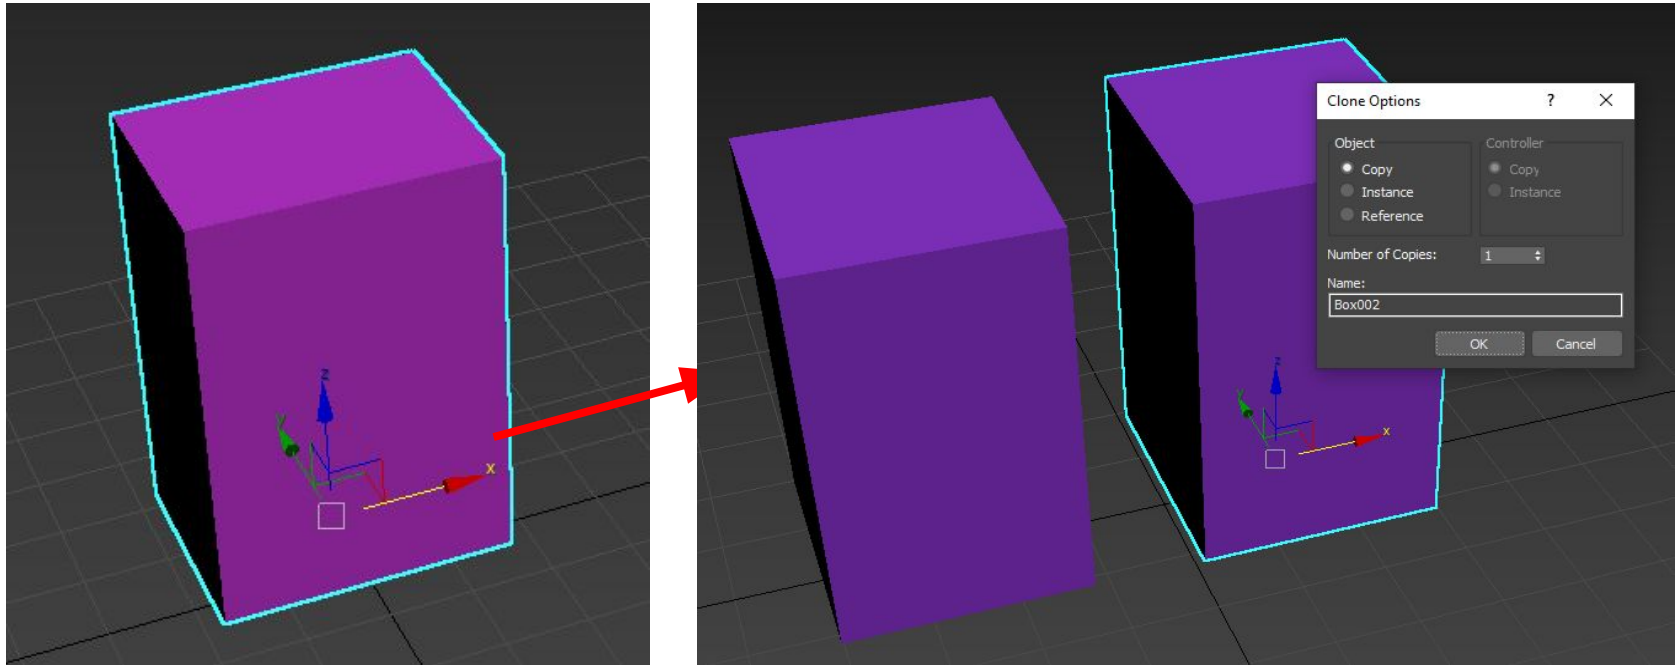 z
y
x
z
y
x
Clone Options ? X
Object Controller
Copy Copy
Instance Instance
Reference
Number of Copies: 1
Name:
Box002
OK Cancel